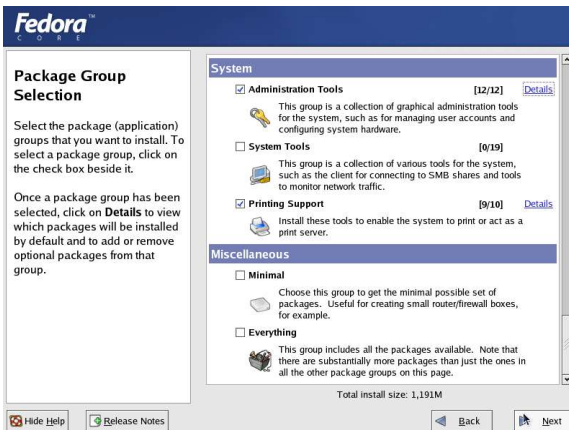 Fedora™
CORE
Package Group
Selection
Select the package (application)
groups that you want to install. To
select a package group, click on
the check box beside it.
Once a package group has been
selected, click on Details to view
which packages will be installed
by default and to add or remove
optional packages from that
group.
System
Administration Tools [12/12] Details
This group is a collection of graphical administration tools
for the system, such as for managing user accounts and
configuring system hardware.
System Tools [0/19]
This group is a collection of various tools for the system,
such as the client for connecting to SMB shares and tools
to monitor network traffic.
Printing Support [9/10] Details
Install these tools to enable the system to print or act as a
print server.
Miscellaneous
Minimal
Choose this group to get the minimal possible set of
packages. Useful for creating small router/firewall boxes,
for example.
Everything
This group includes all the packages available. Note that
there are substantially more packages than just the ones in
all the other package groups on this page.
Total install size: 1,191M
Hide Help Release Notes Back Next